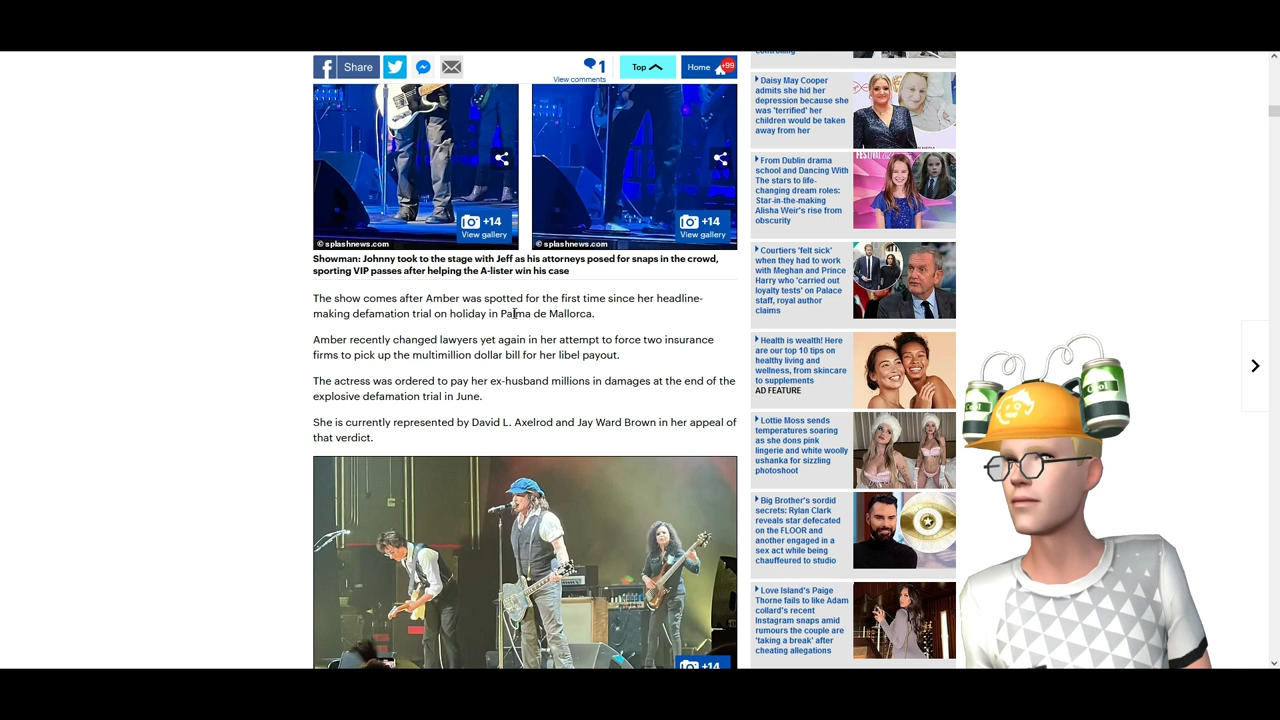 Share
1
View comments
Top
Home
+99
+14
View gallery
+14
View gallery
© splashnews.com
© splashnews.com
Showman: Johnny took to the stage with Jeff as his attorneys posed for snaps in the crowd,
sporting VIP passes after helping the A-lister win his case
The show comes after Amber was spotted for the first time since her headline-
making defamation trial on holiday in Palma de Mallorca.
Amber recently changed lawyers yet again in her attempt to force two insurance
firms to pick up the multimillion dollar bill for her libel payout.
The actress was ordered to pay her ex-husband millions in damages at the end of the
explosive defamation trial in June.
She is currently represented by David L. Axelrod and Jay Ward Brown in her appeal of
that verdict.
+14
Daisy May Cooper
admits she hid her
depression because she
was 'terrified' her
children would be taken
away from her
From Dublin drama
school and Dancing With
The stars to life-
changing dream roles:
Star-in-the-making
Alisha Weir's rise from
obscurity
FESTIVAL
Courtiers 'felt sick'
when they had to work
with Meghan and Prince
Harry who 'carried out
loyalty tests' on Palace
staff, royal author
claims
Health is wealth! Here
are our top 10 tips on
healthy living and
wellness, from skincare
to supplements
AD FEATURE
Lottie Moss sends
temperatures soaring
as she dons pink
lingerie and white woolly
ushanka for sizzling
photoshoot
Big Brother's sordid
secrets: Rylan Clark
reveals star defecated
on the FLOOR and
another engaged in a
sex act while being
chauffeured to studio
Love Island's Paige
Thorne fails to like Adam
collard's recent
Instagram snaps amid
rumours the couple are
'taking a break' after
cheating allegations
Cool